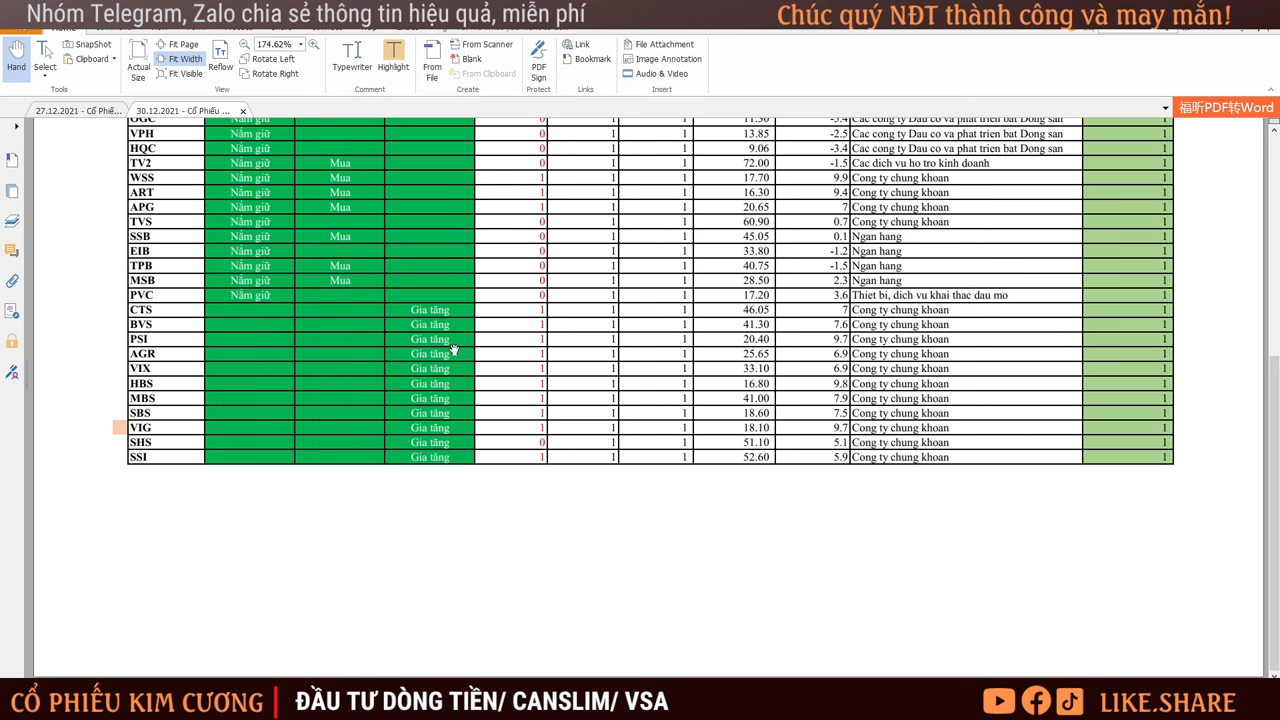 Nhóm Telegram, Zalo chia sẻ thông tin hiệu quả, miễn phí
Chúc quý NĐT thành công và may mắn!
Hand
Select
SnapShot
Clipboard
Actual Size
Fit Page
Fit Width
Fit Visible
Reflow
174.62%
Rotate Left
Rotate Right
Typewriter
Highlight
From File
From Scanner
Blank
From Clipboard
PDF Sign
Link
Bookmark
File Attachment
Image Annotation
Audio & Video
Tools
View
Comment
Create
Protect
Links
Insert
27.12.2021 - Cổ Phiế...
30.12.2021 - Cổ Phiếu ...
福昕PDF转Word
OGC Nắm giữ 0 1 1 11.50 -5.4 Cac cong ty Dau co va phat trien bat Dong san 1
VPH Nắm giữ 0 1 1 13.85 -2.5 Cac cong ty Dau co va phat trien bat Dong san 1
HQC Nắm giữ 0 1 1 9.06 -3.4 Cac cong ty Dau co va phat trien bat Dong san 1
TV2 Nắm giữ Mua 0 1 1 72.00 -1.5 Cac dich vu ho tro kinh doanh 1
WSS Nắm giữ Mua 1 1 1 17.70 9.9 Cong ty chung khoan 1
ART Nắm giữ Mua 1 1 1 16.30 9.4 Cong ty chung khoan 1
APG Nắm giữ Mua 1 1 1 20.65 7 Cong ty chung khoan 1
TVS Nắm giữ 0 1 1 60.90 0.7 Cong ty chung khoan 1
SSB Nắm giữ Mua 0 1 1 45.05 0.1 Ngan hang 1
EIB Nắm giữ 0 1 1 33.80 -1.2 Ngan hang 1
TPB Nắm giữ Mua 0 1 1 40.75 -1.5 Ngan hang 1
MSB Nắm giữ Mua 0 1 1 28.50 2.3 Ngan hang 1
PVC Nắm giữ 0 1 1 17.20 3.6 Thiet bi, dich vu khai thac dau mo 1
CTS Gia tăng 1 1 1 46.05 7 Cong ty chung khoan 1
BVS Gia tăng 1 1 1 41.30 7.6 Cong ty chung khoan 1
PSI Gia tăng 1 1 1 20.40 9.7 Cong ty chung khoan 1
AGR Gia tăng 1 1 1 25.65 6.9 Cong ty chung khoan 1
VIX Gia tăng 1 1 1 33.10 6.9 Cong ty chung khoan 1
HBS Gia tăng 1 1 1 16.80 9.8 Cong ty chung khoan 1
MBS Gia tăng 1 1 1 41.00 7.9 Cong ty chung khoan 1
SBS Gia tăng 1 1 1 18.60 7.5 Cong ty chung khoan 1
VIG Gia tăng 1 1 1 18.10 9.7 Cong ty chung khoan 1
SHS Gia tăng 0 1 1 51.10 5.1 Cong ty chung khoan 1
SSI Gia tăng 1 1 1 52.60 5.9 Cong ty chung khoan 1
CỔ PHIẾU KIM CƯƠNG
ĐẦU TƯ DÒNG TIỀN/ CANSLIM/ VSA
LIKE.SHARE